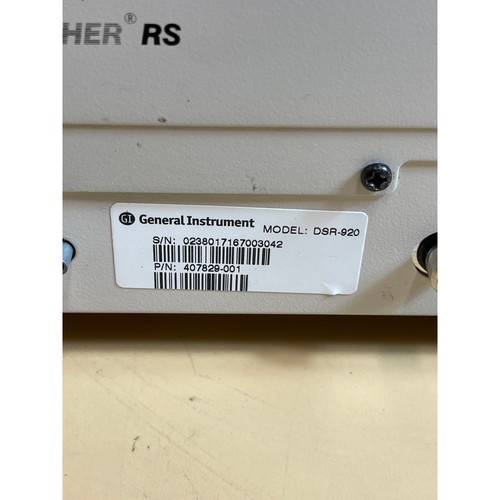 HER® RS
GI General Instrument MODEL: DSR-920
S/N: 0238017167003042
P/N: 407829-001